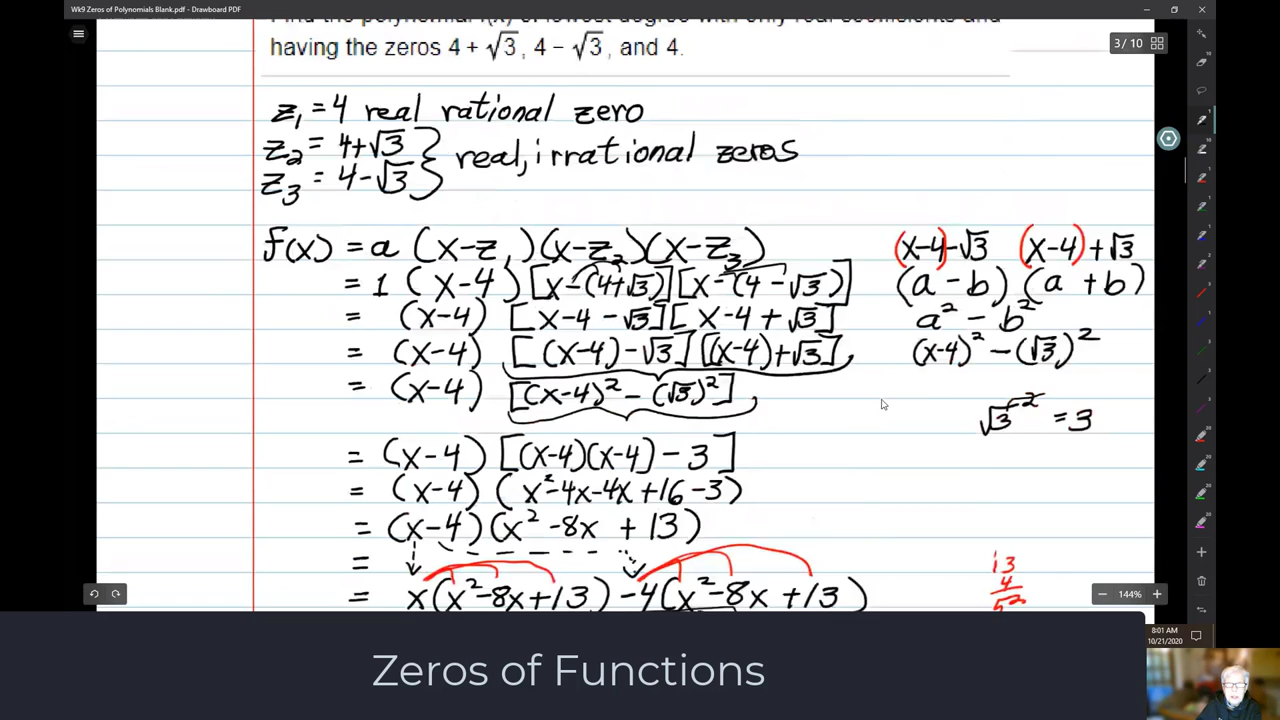 Wk9 Zeros of Polynomials Blank.pdf - Drawboard PDF
having the zeros 4 + √3, 4 − √3, and 4.
3 / 10
z₁ = 4 real rational zero
z₂ = 4+√3 } real, irrational zeros
z₃ = 4-√3
f(x) = a (x-z₁)(x-z₂)(x-z₃)
= 1 (x-4) [x-(4+√3)][x-(4-√3)]
= (x-4) [x-4-√3][x-4+√3]
= (x-4) [(x-4)-√3][(x-4)+√3]
= (x-4) [(x-4)² - (√3)²]
= (x-4) [(x-4)(x-4) - 3]
= (x-4) (x²-4x-4x+16-3)
= (x-4)(x²-8x+13)
=
= x(x²-8x+13) -4(x²-8x+13)
(x-4)-√3 (x-4)+√3
(a-b) (a+b)
a² - b²
(x-4)² - (√3)²
√3² = 3
13
4
144%
8:01 AM
10/21/2020
Zeros of Functions